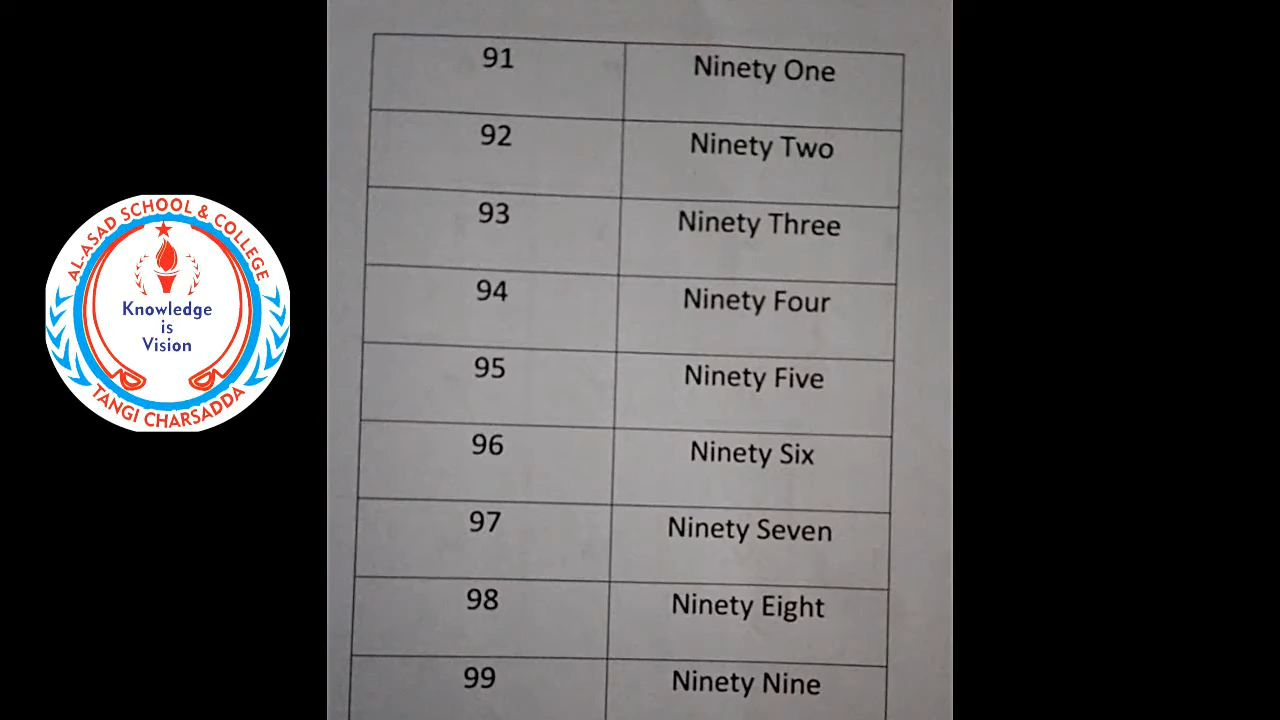 AL-ASAD SCHOOL & COLLEGE
Knowledge
is
Vision
TANGI CHARSADDA
91 Ninety One
92 Ninety Two
93 Ninety Three
94 Ninety Four
95 Ninety Five
96 Ninety Six
97 Ninety Seven
98 Ninety Eight
99 Ninety Nine